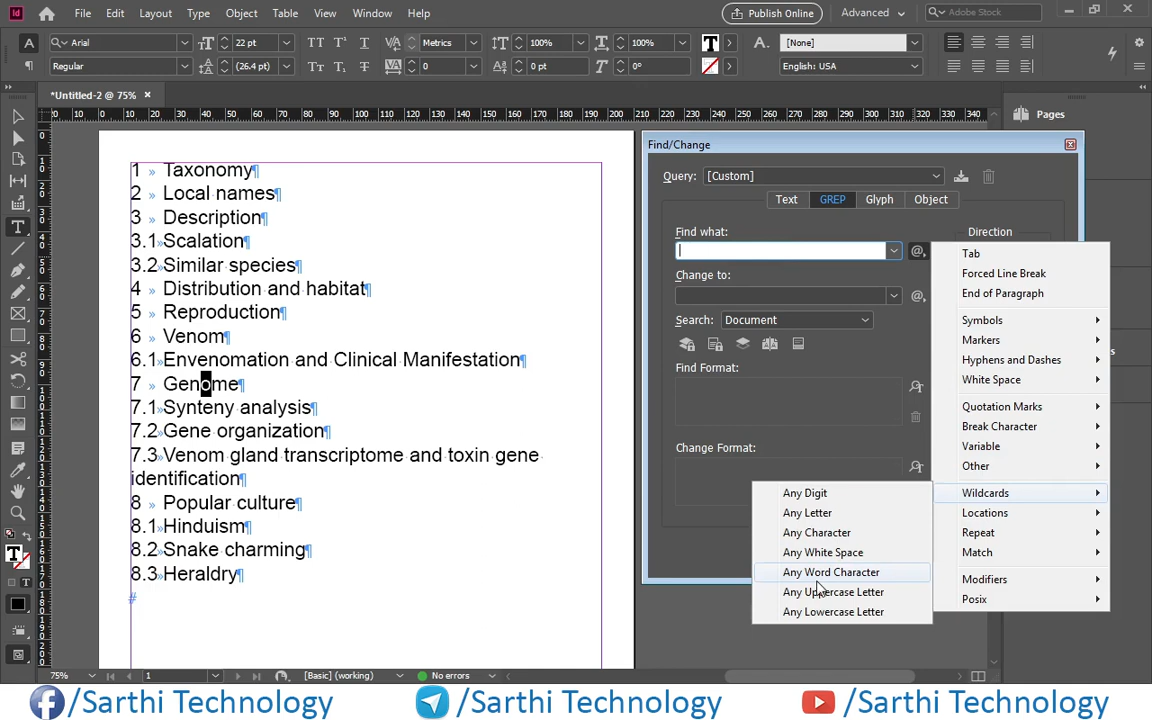 File Edit Layout Type Object Table View Window Help
Publish Online
Advanced
Adobe Stock
Arial
22 pt
Metrics
100%
100%
[None]
Regular
(26.4 pt)
0
0 pt
0°
English: USA
*Untitled-2 @ 75%
Pages
Find/Change
Query: [Custom]
Text GREP Glyph Object
Find what:
Direction
Change to:
Search: Document
Find Format:
Change Format:
Tab
Forced Line Break
End of Paragraph
Symbols
Markers
Hyphens and Dashes
White Space
Quotation Marks
Break Character
Variable
Other
Wildcards
Locations
Repeat
Match
Modifiers
Posix
Any Digit
Any Letter
Any Character
Any White Space
Any Word Character
Any Uppercase Letter
Any Lowercase Letter
1 » Taxonomy¶
2 » Local names¶
3 » Description¶
3.1»Scalation¶
3.2»Similar species¶
4 » Distribution and habitat¶
5 » Reproduction¶
6 » Venom¶
6.1»Envenomation and Clinical Manifestation¶
7 » Genome¶
7.1»Synteny analysis¶
7.2»Gene organization¶
7.3»Venom gland transcriptome and toxin gene
identification¶
8 » Popular culture¶
8.1»Hinduism¶
8.2»Snake charming¶
8.3»Heraldry¶
#
75%
1
[Basic] (working)
No errors
/Sarthi Technology /Sarthi Technology /Sarthi Technology